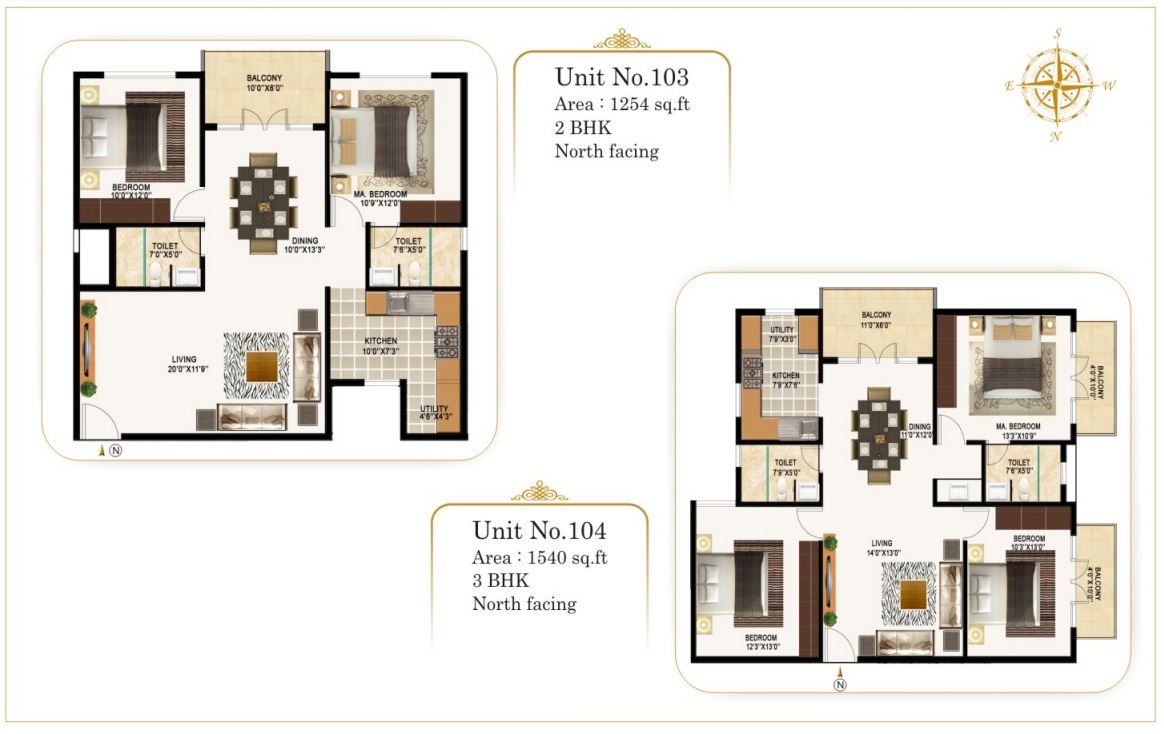 Unit No.103
Area : 1254 sq.ft
2 BHK
North facing
S
E
W
N
BALCONY
10'0"X6'0"
BEDROOM
10'0"X12'0"
MA. BEDROOM
10'9"X12'0"
DINING
10'0"X13'3"
TOILET
7'0"X5'0"
TOILET
7'6"X5'0"
KITCHEN
10'0"X7'3"
LIVING
20'0"X11'9"
UTILITY
4'6"X4'3"
N
Unit No.104
Area : 1540 sq.ft
3 BHK
North facing
BALCONY
11'0"X6'0"
UTILITY
7'9"X3'0"
KITCHEN
7'9"X7'6"
BALCONY
4'0"X10'0"
DINING
11'0"X12'0"
MA. BEDROOM
13'3"X10'9"
TOILET
7'9"X5'0"
TOILET
7'6"X5'0"
LIVING
14'0"X13'0"
BEDROOM
10'3"X13'0"
BALCONY
4'0"X10'0"
BEDROOM
12'3"X13'0"
N